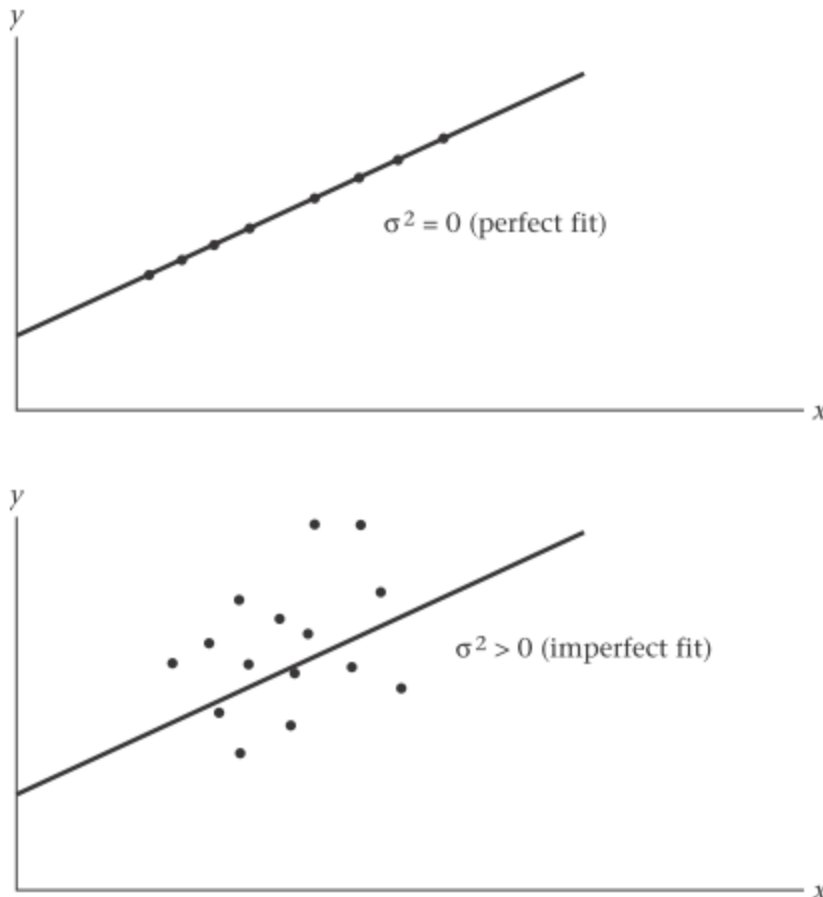 y
σ² = 0 (perfect fit)
x
y
σ² > 0 (imperfect fit)
x